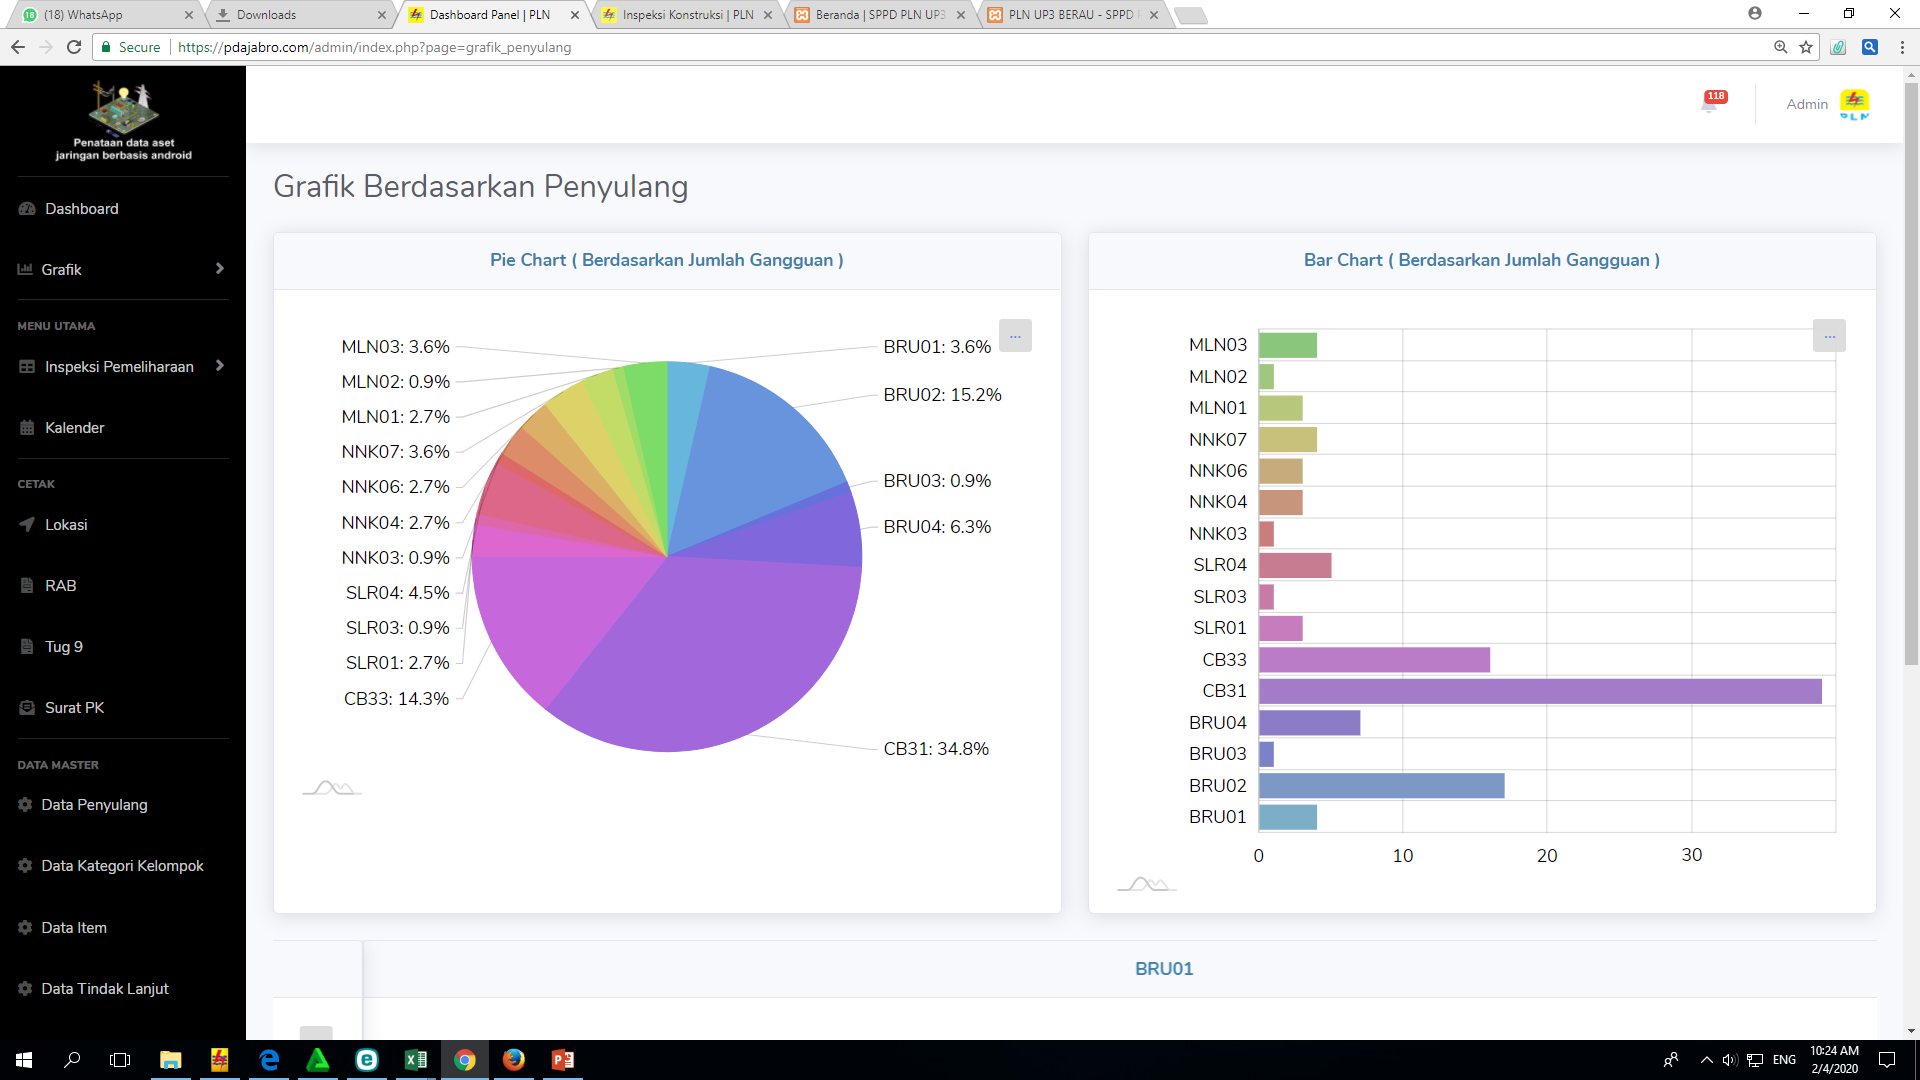 (18) WhatsApp
Downloads
Dashboard Panel | PLN
Inspeksi Konstruksi | PLN
Beranda | SPPD PLN UP3
PLN UP3 BERAU - SPPD
Secure
https://pdajabro.com/admin/index.php?page=grafik_penyulang
Penataan data aset
jaringan berbasis android
Dashboard
Grafik
MENU UTAMA
Inspeksi Pemeliharaan
Kalender
CETAK
Lokasi
RAB
Tug 9
Surat PK
DATA MASTER
Data Penyulang
Data Kategori Kelompok
Data Item
Data Tindak Lanjut
118
Admin
PLN
Grafik Berdasarkan Penyulang
Pie Chart ( Berdasarkan Jumlah Gangguan )
...
MLN03: 3.6%
MLN02: 0.9%
MLN01: 2.7%
NNK07: 3.6%
NNK06: 2.7%
NNK04: 2.7%
NNK03: 0.9%
SLR04: 4.5%
SLR03: 0.9%
SLR01: 2.7%
CB33: 14.3%
BRU01: 3.6%
BRU02: 15.2%
BRU03: 0.9%
BRU04: 6.3%
CB31: 34.8%
Bar Chart ( Berdasarkan Jumlah Gangguan )
...
MLN03
MLN02
MLN01
NNK07
NNK06
NNK04
NNK03
SLR04
SLR03
SLR01
CB33
CB31
BRU04
BRU03
BRU02
BRU01
0 10 20 30
BRU01
ENG
10:24 AM
2/4/2020